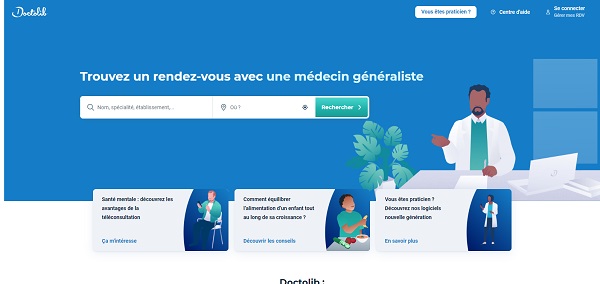 Doctolib
Vous êtes praticien ?
Centre d'aide
Se connecter
Gérer mes RDV
Trouvez un rendez-vous avec une médecin généraliste
Nom, spécialité, établissement,...
Où ?
Rechercher
Santé mentale : découvrez les
avantages de la
téléconsultation
Ça m'intéresse
Comment équilibrer
l'alimentation d'un enfant tout
au long de sa croissance ?
Découvrir les conseils
Vous êtes praticien ?
Découvrez nos logiciels
nouvelle génération
En savoir plus
Doctolib :